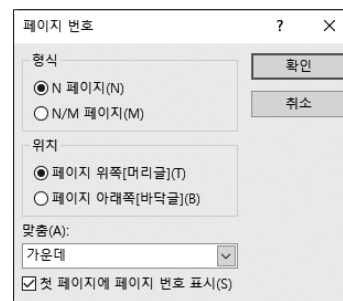 페이지 번호 ? ×
형식
N 페이지(N)
N/M 페이지(M)
확인
취소
위치
페이지 위쪽[머리글](T)
페이지 아래쪽[바닥글](B)
맞춤(A):
가운데
첫 페이지에 페이지 번호 표시(S)